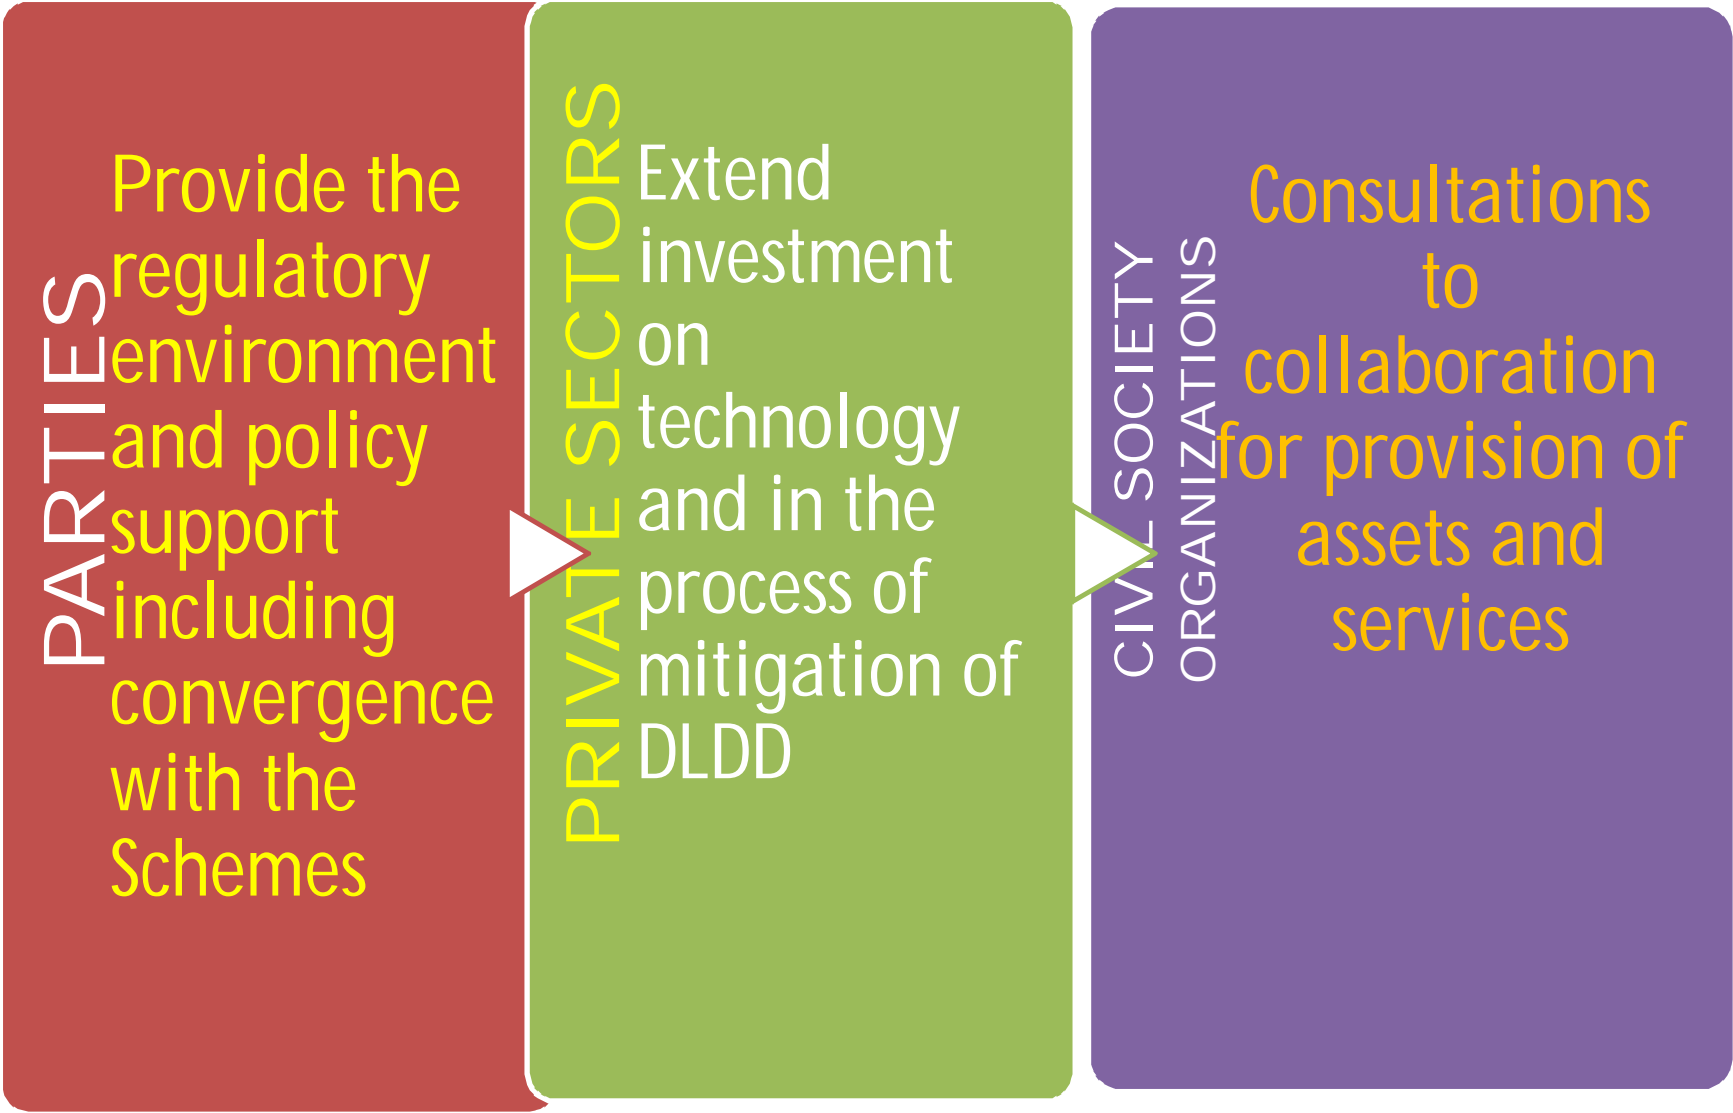 PARTIES
Provide the
regulatory
environment
and policy
support
including
convergence
with the
Schemes
PRIVATE SECTORS
Extend
investment
on
technology
and in the
process of
mitigation of
DLDD
CIVIL SOCIETY
ORGANIZATIONS
Consultations
to
collaboration
for provision of
assets and
services